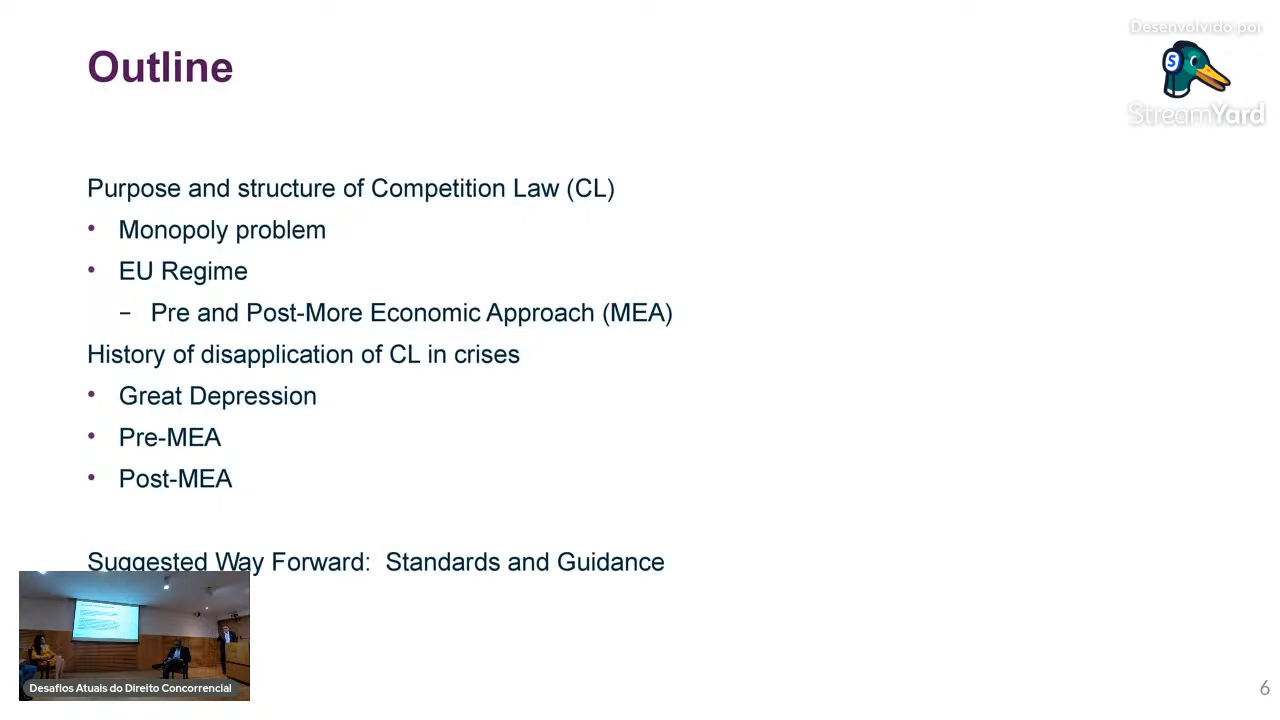 Outline
Desenvolvido por
S
StreamYard
Purpose and structure of Competition Law (CL)
• Monopoly problem
• EU Regime
– Pre and Post-More Economic Approach (MEA)
History of disapplication of CL in crises
• Great Depression
• Pre-MEA
• Post-MEA
Suggested Way Forward: Standards and Guidance
Desafios Atuais do Direito Concorrencial
6